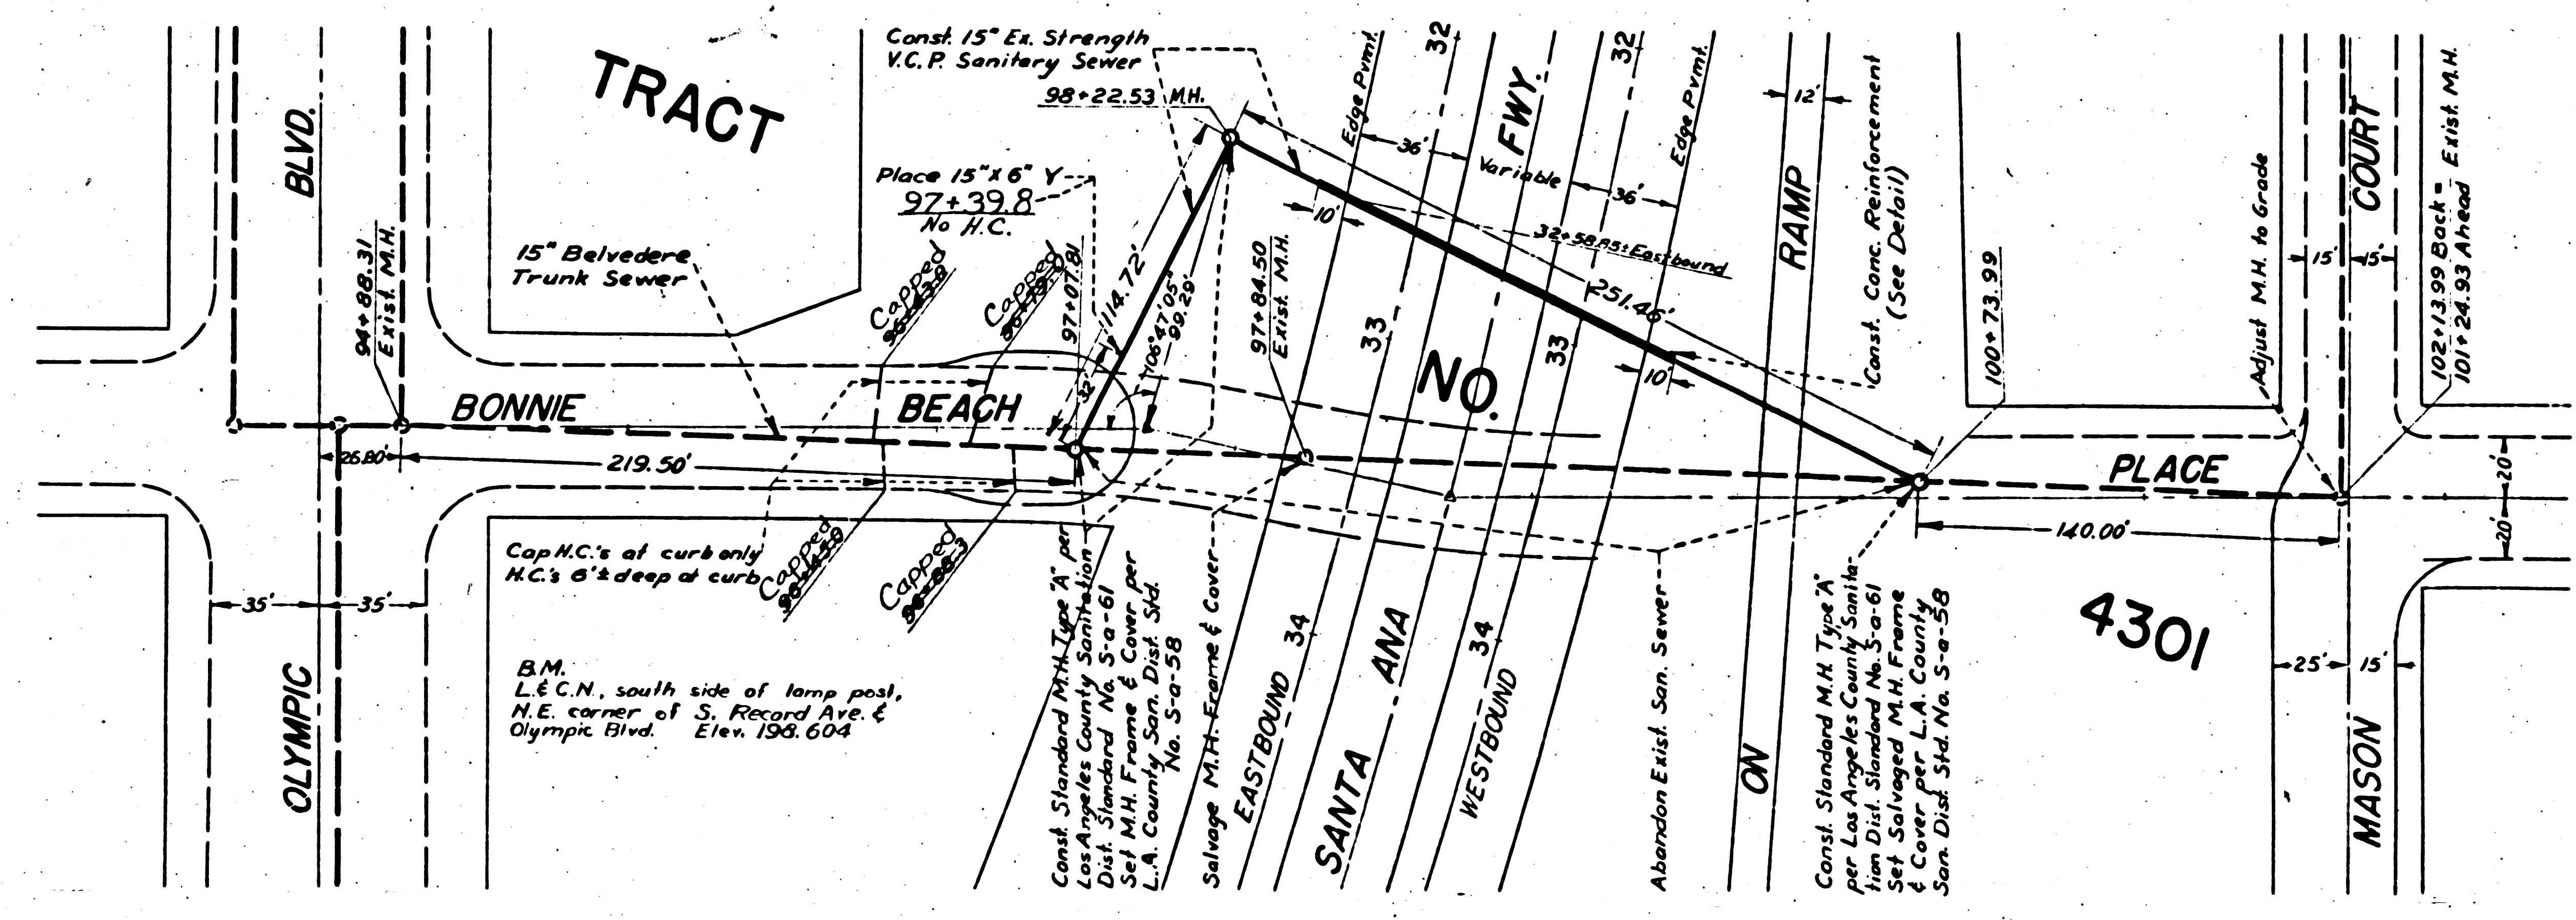 TRACT
BLVD.
OLYMPIC
94+88.31
Exist. M.H.
15" Belvedere
Trunk Sewer
Const. 15" Ex. Strength
V.C.P. Sanitary Sewer
98+22.53 M.H.
Place 15"X 6" Y
97+39.8
No H.C.
Capped
Capped
97+07.81
114.72'
32'
106°47'05"
99.29'
97+84.50
Exist. M.H.
Edge Pvmt.
32
FWY.
32
Edge Pvmt.
36'
Variable
36'
10'
32+58.85± Eastbound
251.46'
10'
33
33
NO.
12'
RAMP
Const. Conc. Reinforcement
(See Detail)
100+73.99
Adjust M.H. to Grade
15'
15'
COURT
102+13.99 Back =
101+24.93 Ahead Exist. M.H.
BONNIE
BEACH
PLACE
26.80'
219.50'
140.00'
20'
20'
35'
35'
Cap H.C.'s at curb only
H.C.'s 6'± deep at curb
Capped
Capped
B.M.
L.& C.N., south side of lamp post,
N.E. corner of S. Record Ave. &
Olympic Blvd. Elev. 198.604
Const. Stanadard M.H. Type "A" per
Los Angeles County Sanitation
Dist. Standard No. S-a-61
Set M.H. Frame & Cover per
L.A. County San. Dist. Std.
No. S-a-58
Salvage M.H. Frame & Cover
EASTBOUND
34
SANTA ANA
34
WESTBOUND
Abandon Exist. San. Sewer
ON
Const. Standard M.H. Type "A"
per Los Angeles County Sanita-
tion Dist. Standard No. S-a-61
Set Salvaged M.H. Frame
& Cover per L.A. County
San. Dist. Std. No. S-a-58
4301
25'
15'
MASON